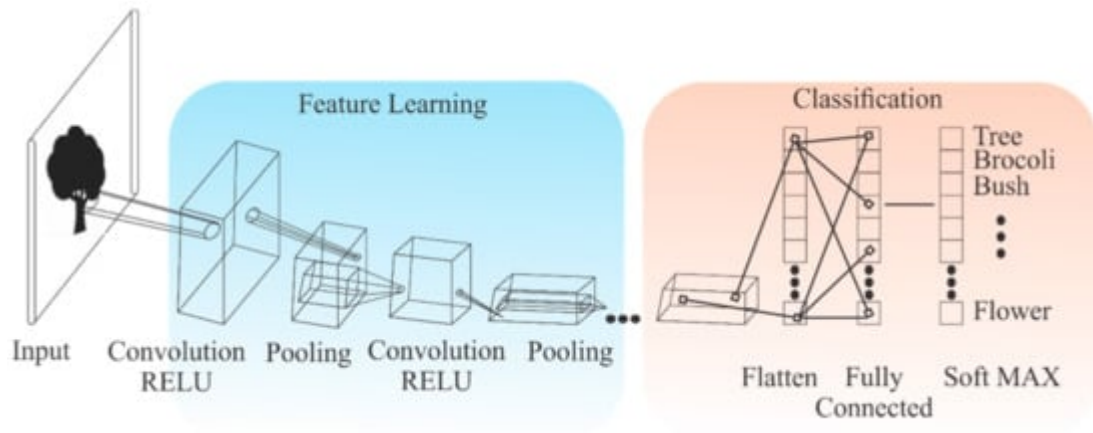 Feature Learning
Classification
Tree
Brocoli
Bush
Flower
Input
Convolution
RELU
Pooling
Convolution
RELU
Pooling
Flatten
Fully
Connected
Soft MAX